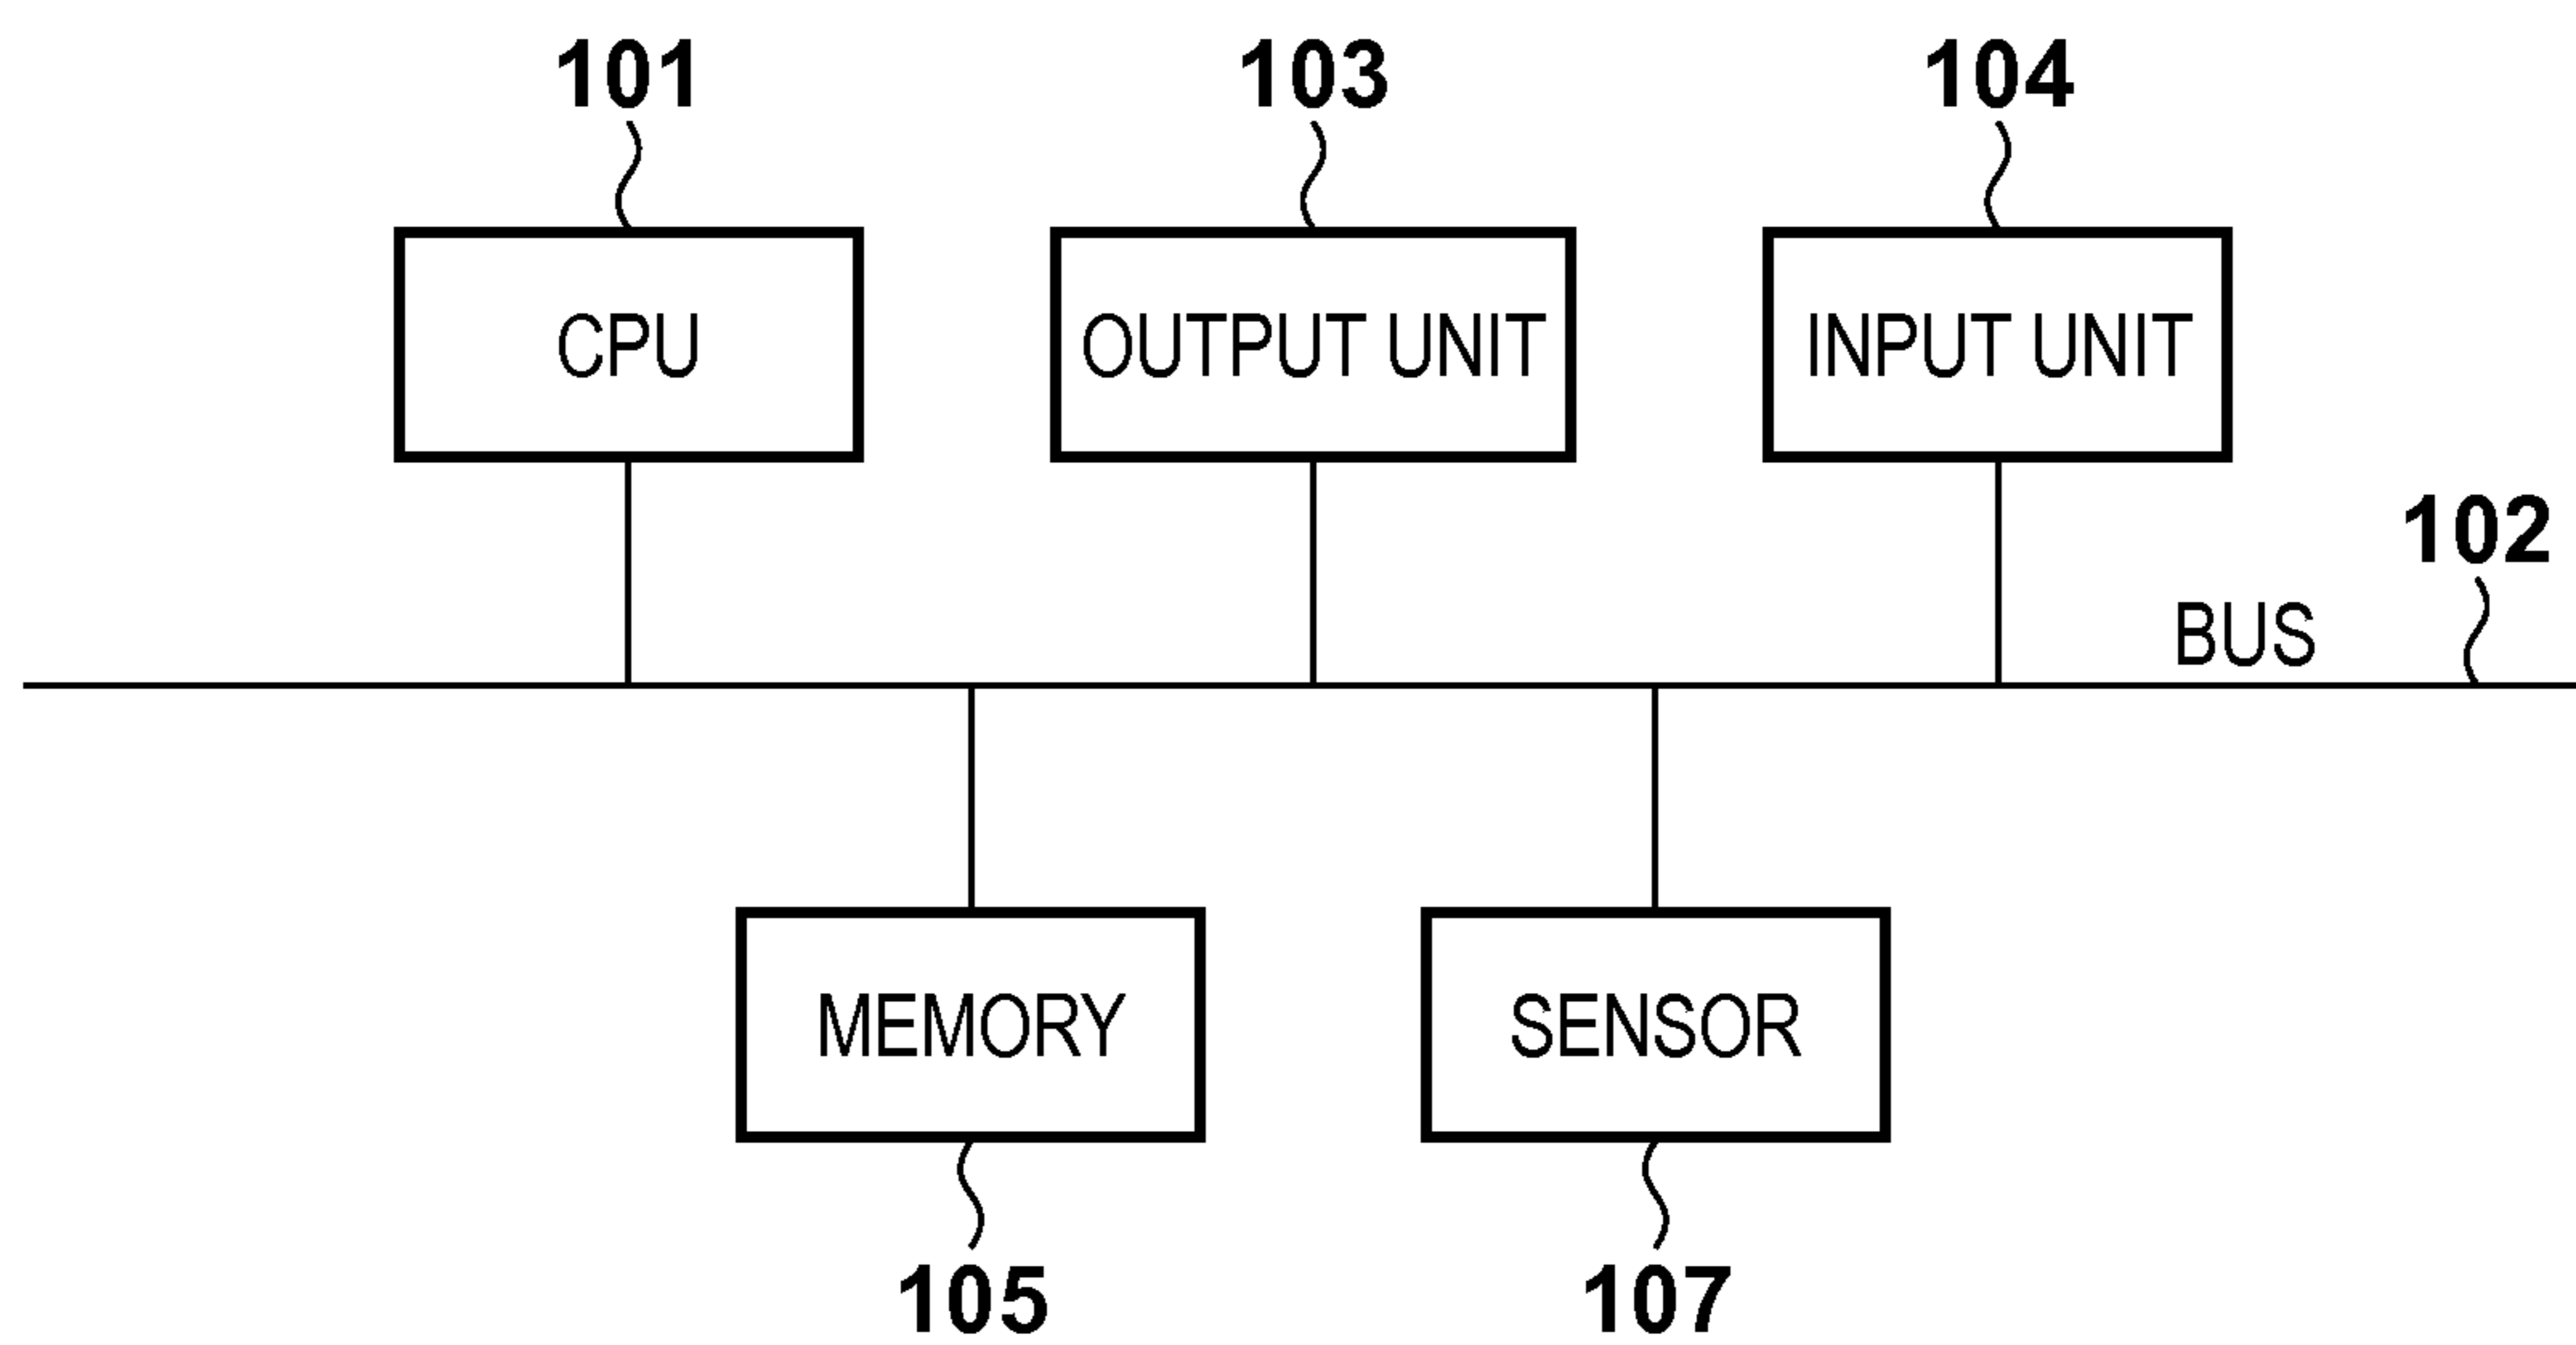 101 103 104
CPU OUTPUT UNIT INPUT UNIT
102
BUS
MEMORY SENSOR
105 107